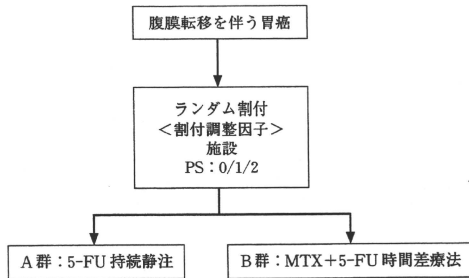 腹膜転移を伴う胃癌
ランダム割付
＜割付調整因子＞
施設
PS：0/1/2
A群：5-FU持続静注
B群：MTX＋5-FU時間差療法